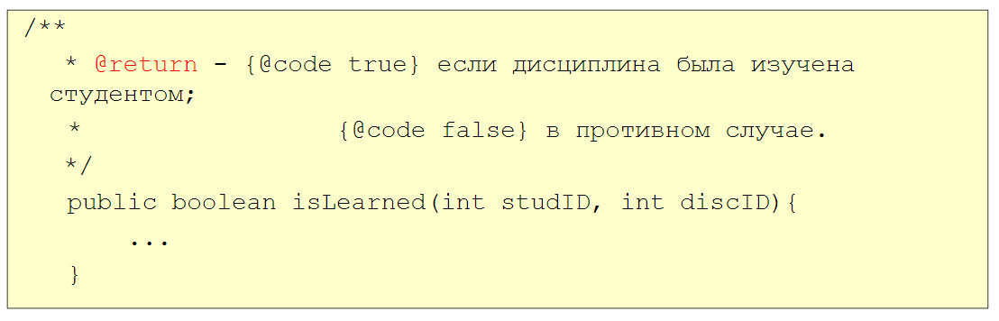 /**
* @return - {@code true} если дисциплина была изучена
студентом;
* {@code false} в противном случае.
*/
public boolean isLearned(int studID, int discID){
...
}